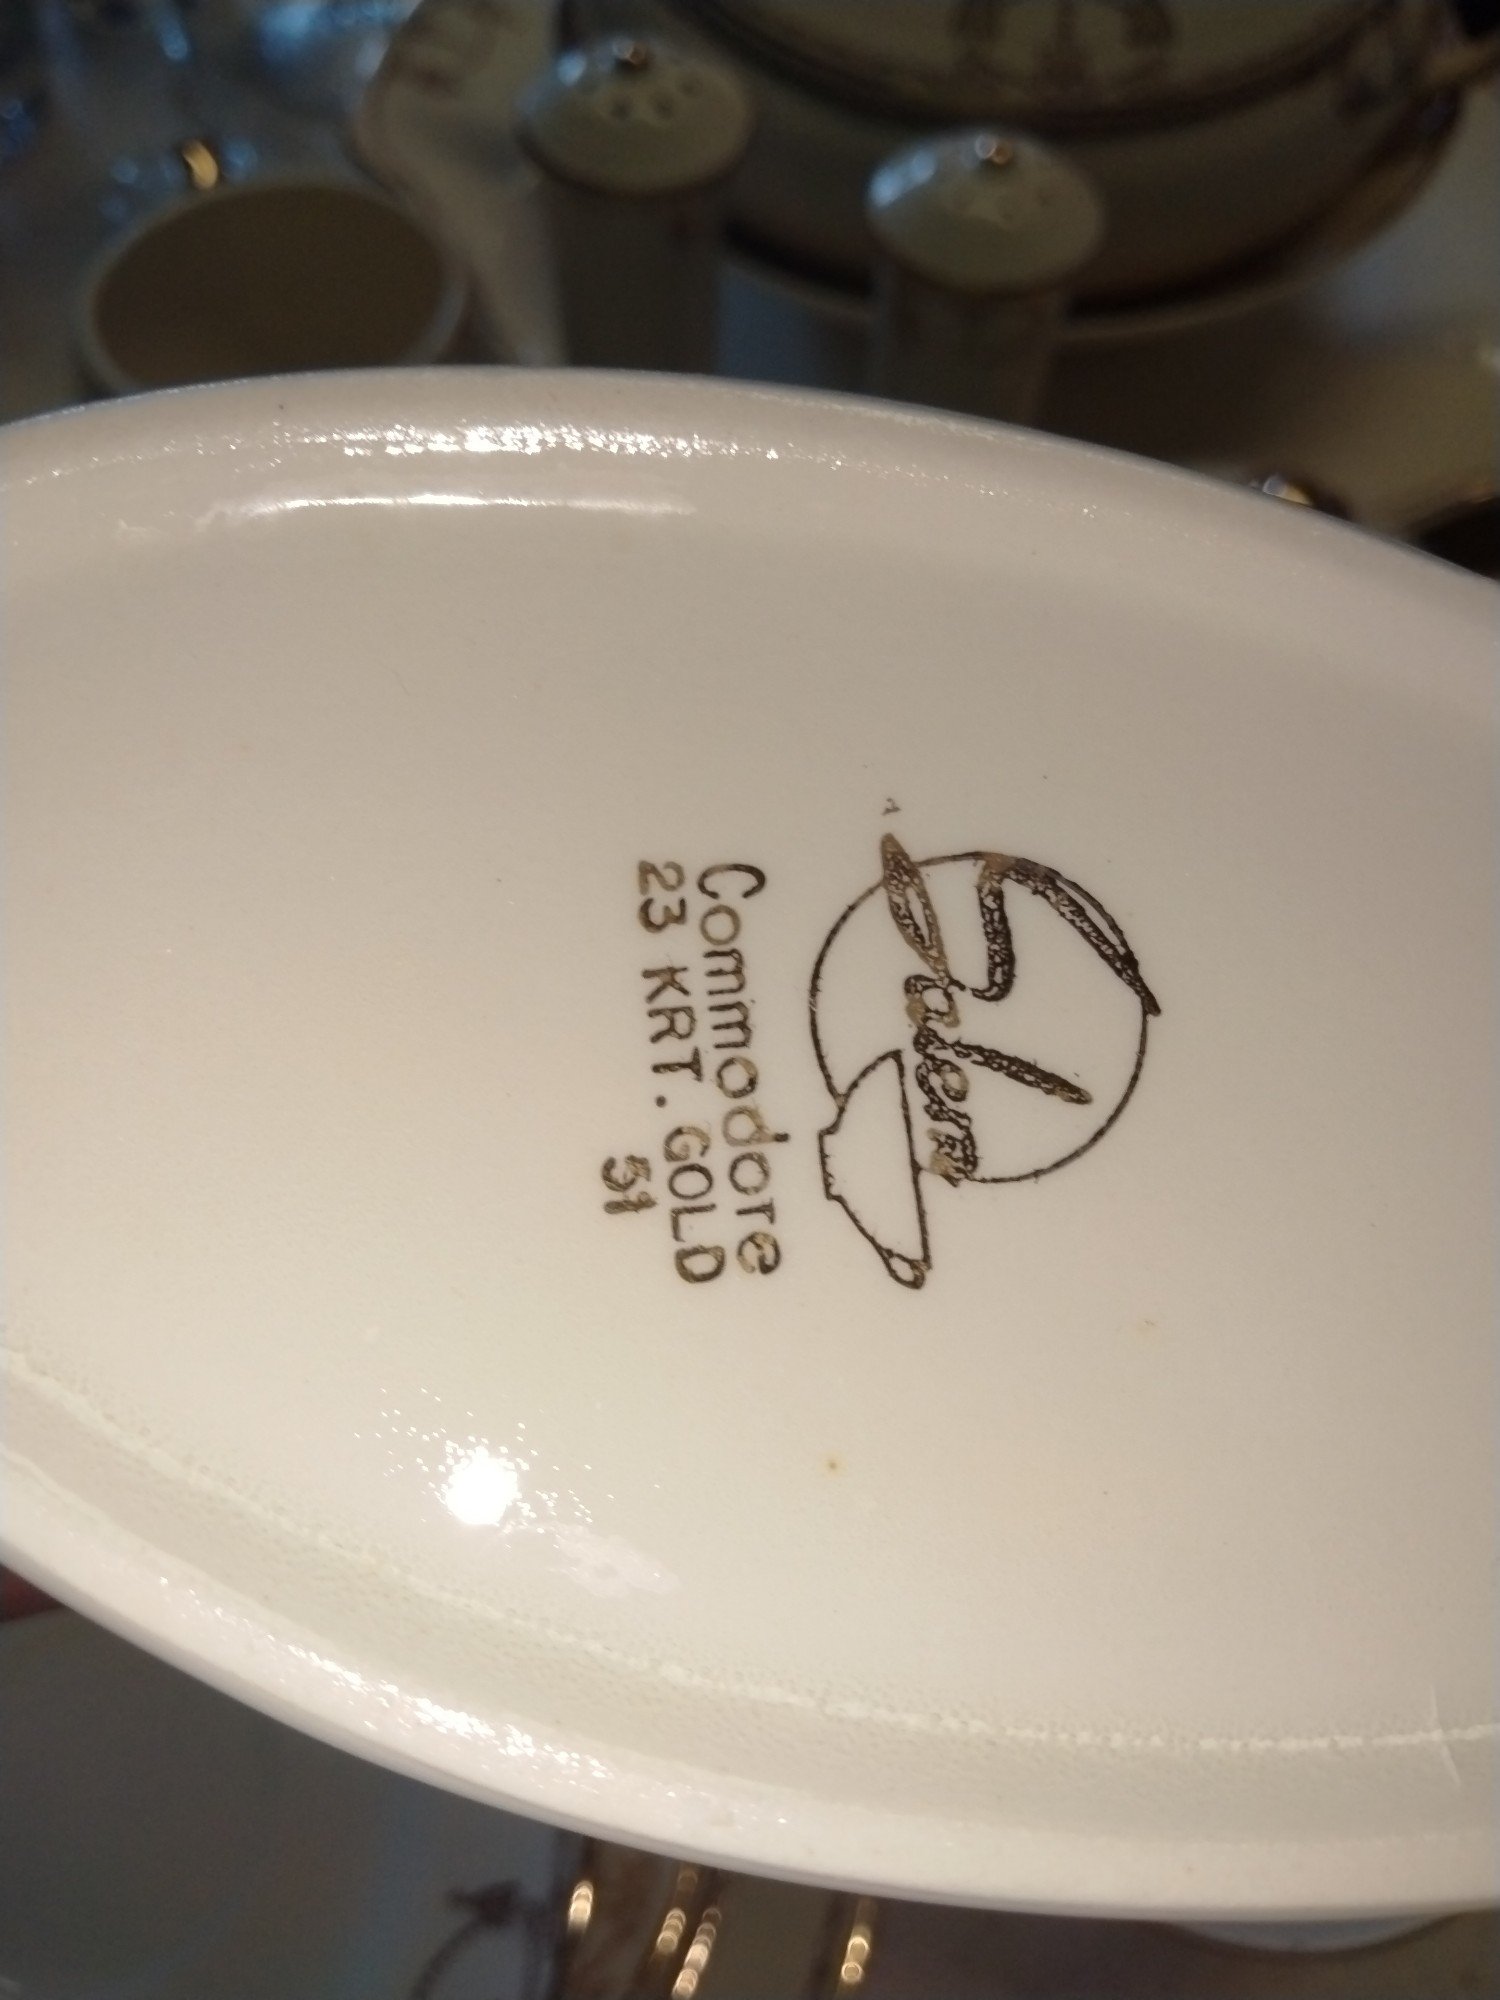 Salem
Commodore
23 KRT. GOLD
51